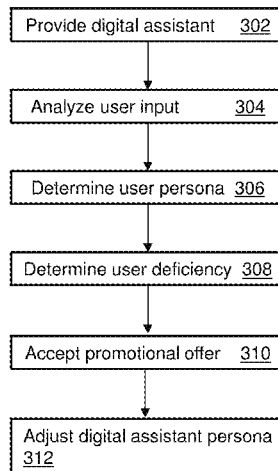 Provide digital assistant 302
Analyze user input 304
Determine user persona 306
Determine user deficiency 308
Accept promotional offer 310
Adjust digital assistant persona
312